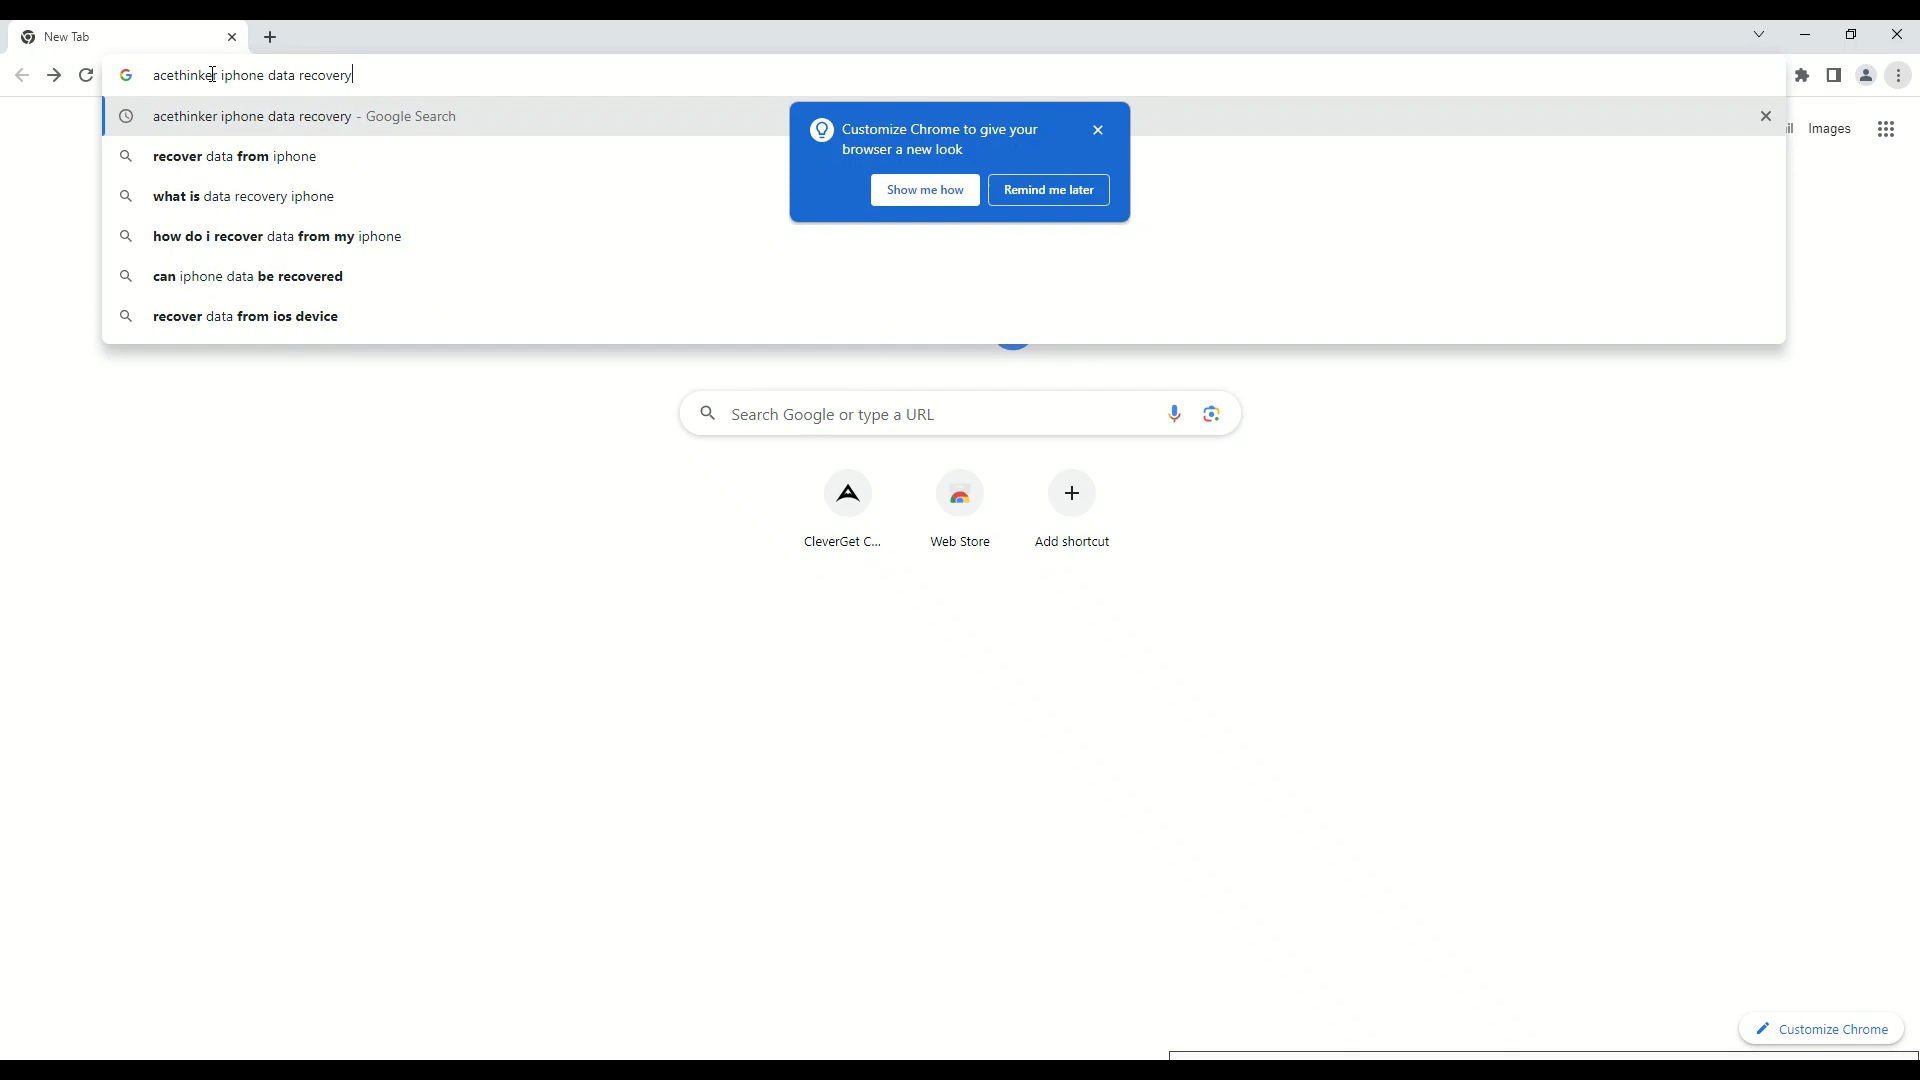 New Tab
acethinker iphone data recovery
acethinker iphone data recovery - Google Search
recover data from iphone
what is data recovery iphone
how do i recover data from my iphone
can iphone data be recovered
recover data from ios device
Customize Chrome to give your
browser a new look
Show me how
Remind me later
Images
Search Google or type a URL
CleverGet C...
Web Store
Add shortcut
Customize Chrome